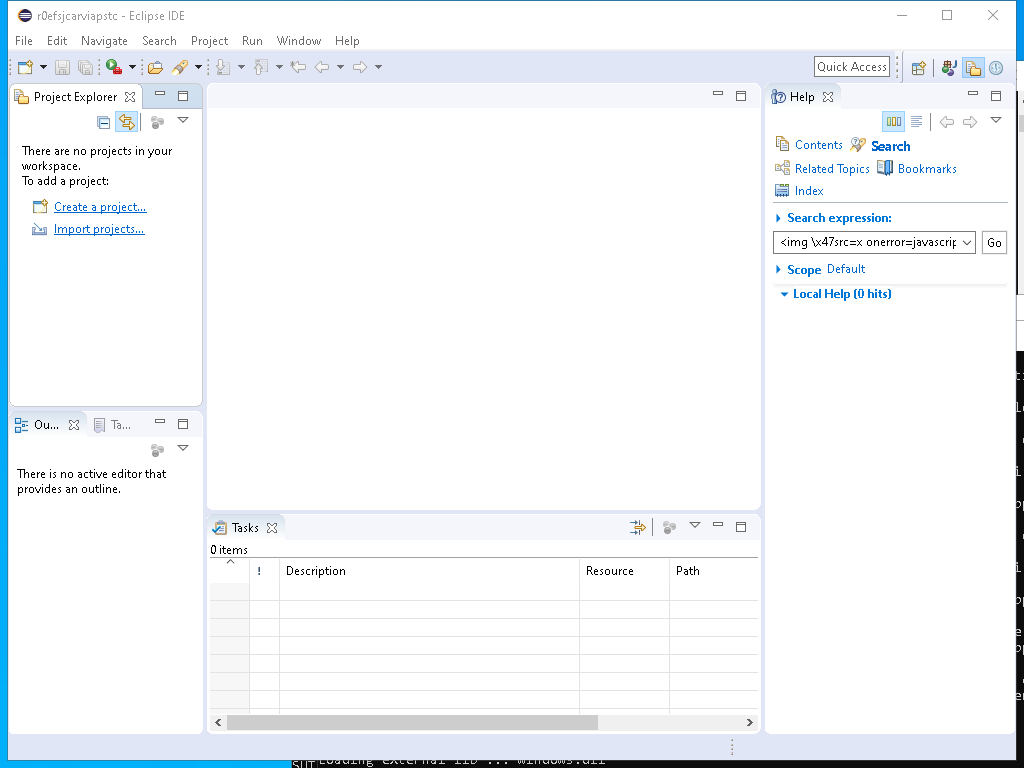 r0efsjcarviapstc - Eclipse IDE
File Edit Navigate Search Project Run Window Help
Quick Access
Project Explorer
There are no projects in your
workspace.
To add a project:
Create a project...
Import projects...
Ou...
Ta...
There is no active editor that
provides an outline.
Tasks
0 items
! Description Resource Path
Help
Contents Search
Related Topics Bookmarks
Index
Search expression:
<img \x47src=x onerror=javascrip
Go
Scope Default
Local Help (0 hits)
SUT Loading external lib ... windows.dll